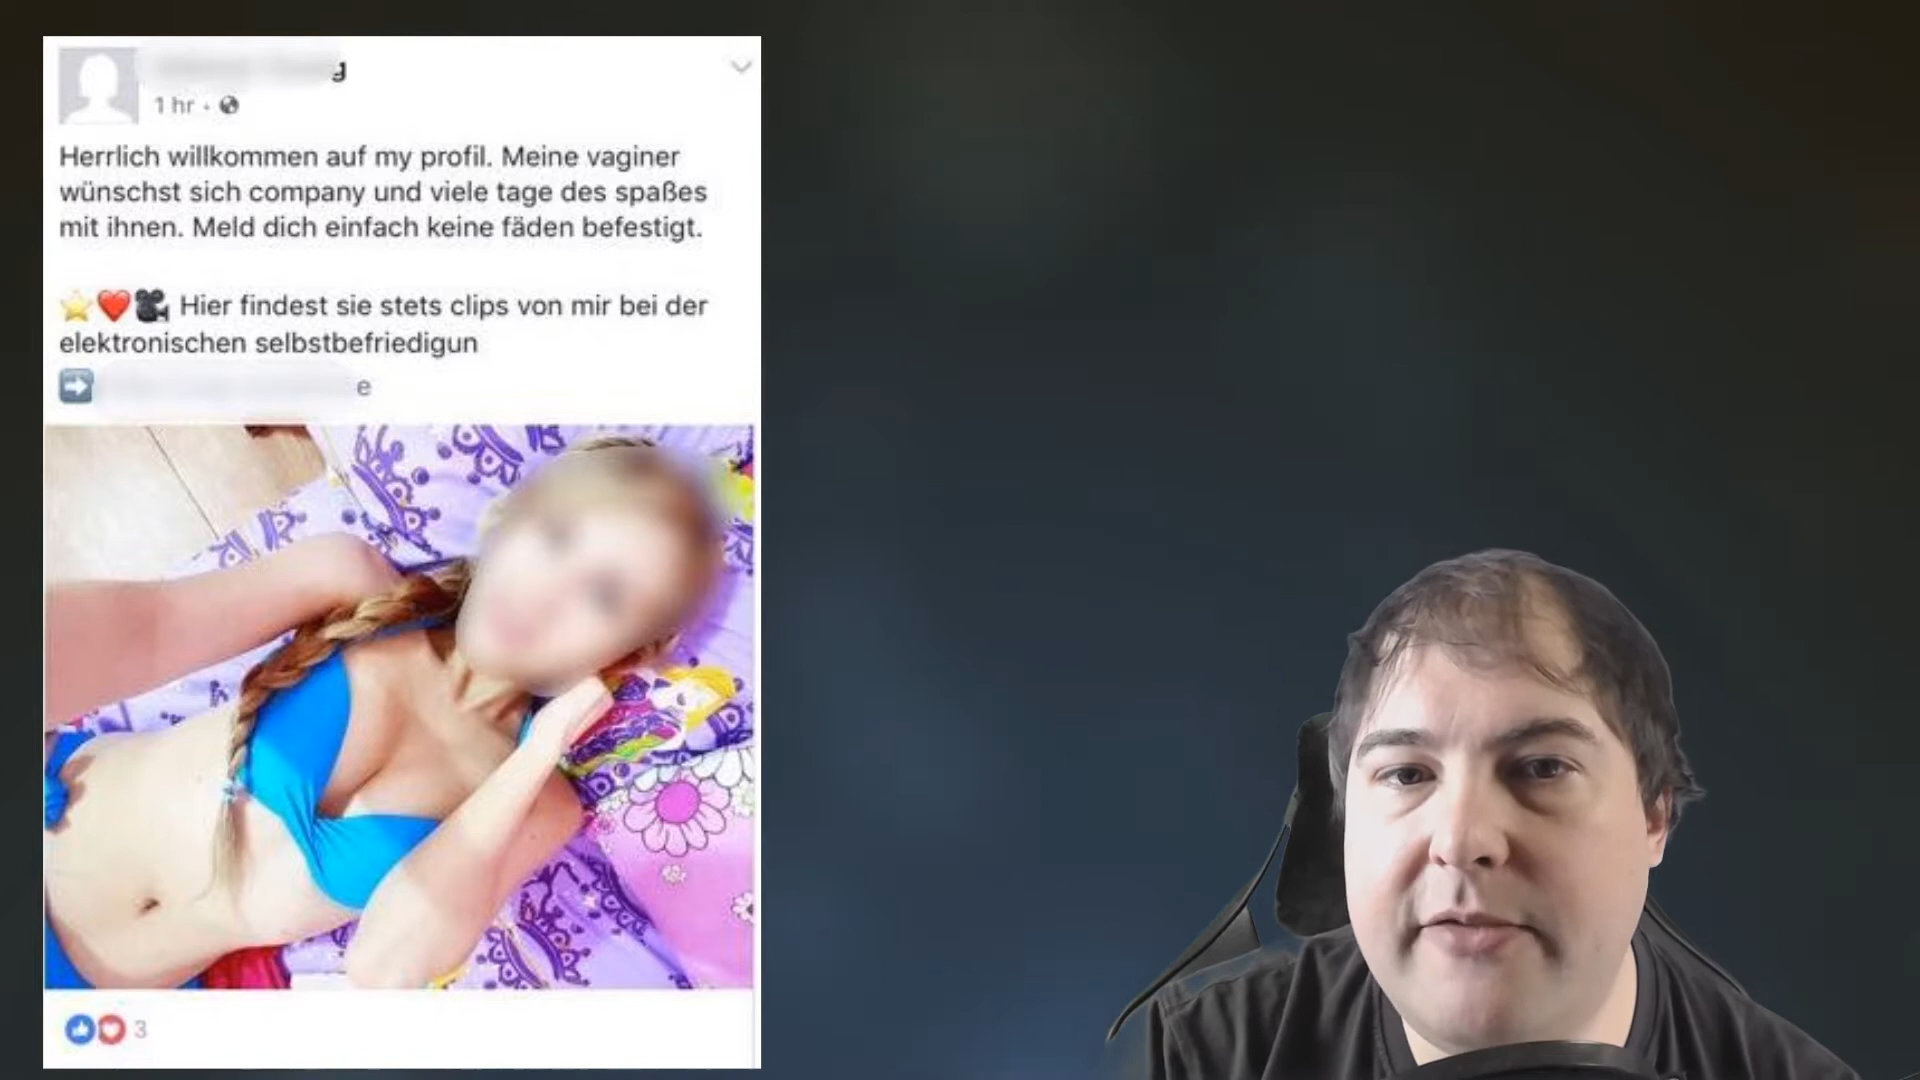 1 hr
Herrlich willkommen auf my profil. Meine vaginer
wünschst sich company und viele tage des spaßes
mit ihnen. Meld dich einfach keine fäden befestigt.
⭐❤️🎥 Hier findest sie stets clips von mir bei der
elektronischen selbstbefriedigun
3